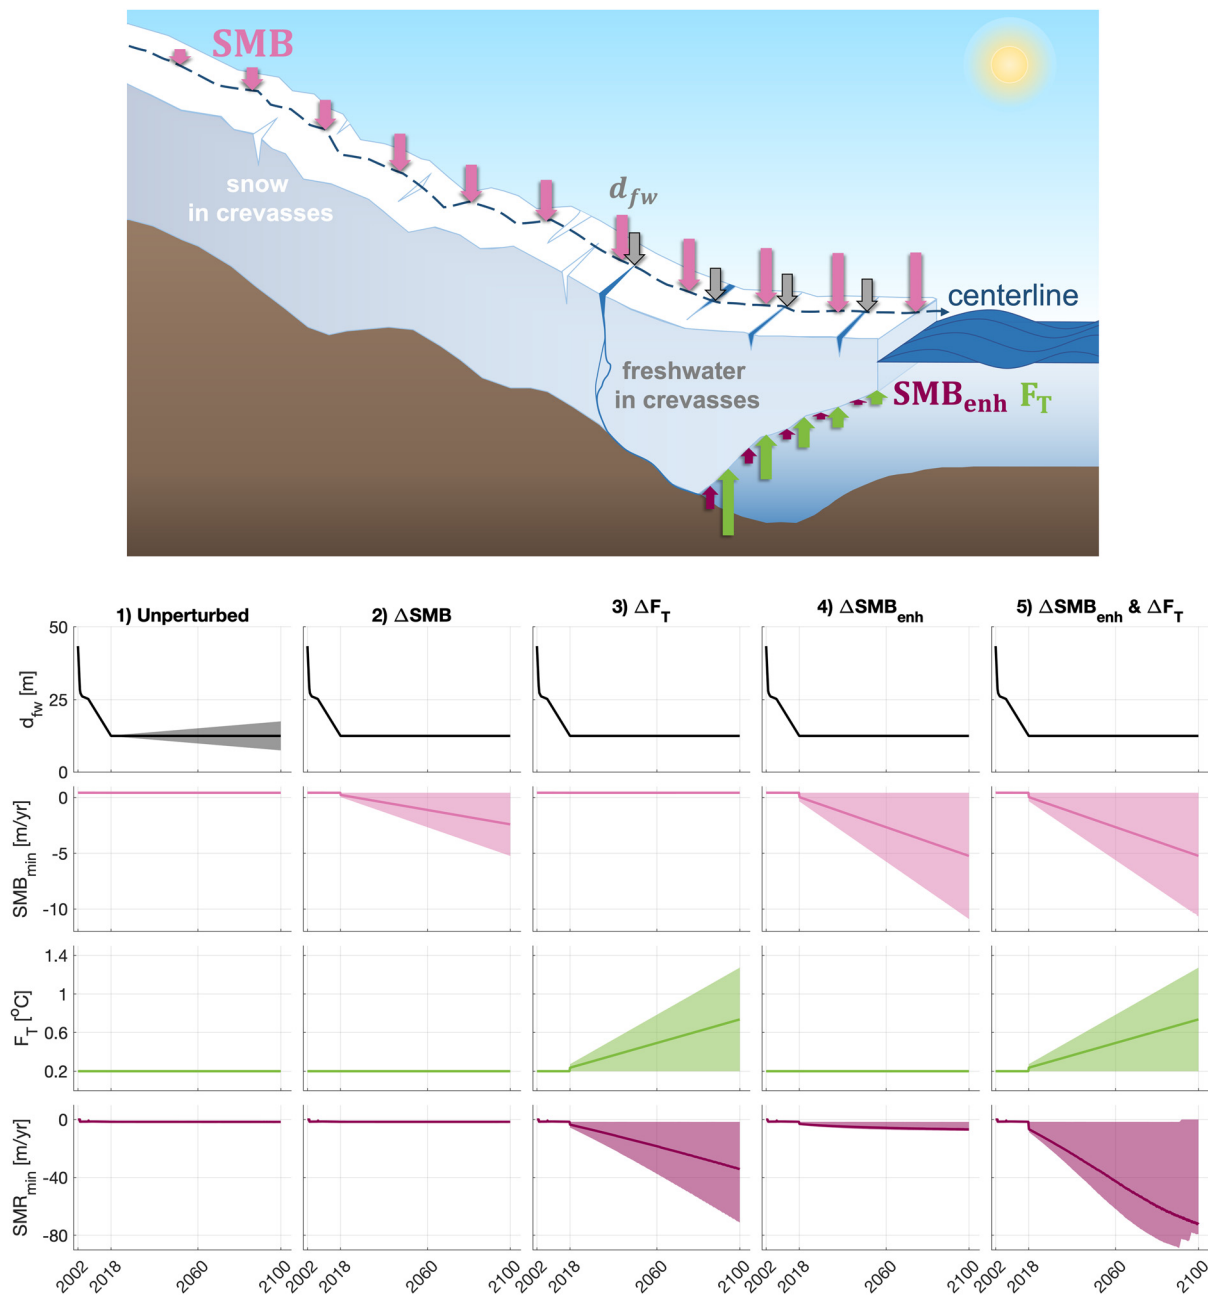 SMB
d_fw
snow
in crevasses
centerline
freshwater
in crevasses
SMB_enh F_T
1) Unperturbed
2) ΔSMB
3) ΔF_T
4) ΔSMB_enh
5) ΔSMB_enh & ΔF_T
d_fw [m]
50
25
0
SMB_min [m/yr]
0
-5
-10
F_T [°C]
1.4
1
0.6
0.2
SMR_min [m/yr]
0
-40
-80
2002 2018 2060 2100
2002 2018 2060 2100
2002 2018 2060 2100
2002 2018 2060 2100
2002 2018 2060 2100